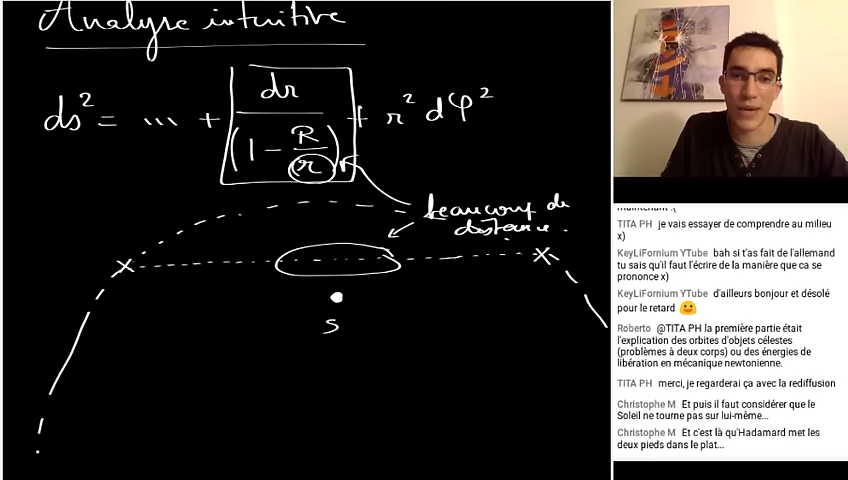 Analyse intuitive
ds² = ... + dr / (1 - R/r) + r² dφ²
beaucoup de
distance.
S
maintenant :(
TITA PH je vais essayer de comprendre au milieu
x)
KeyLiFornium YTube bah si t'as fait de l'allemand
tu sais qu'il faut l'écrire de la manière que ca se
prononce x)
KeyLiFornium YTube d'ailleurs bonjour et désolé
pour le retard
Roberto @TITA PH la première partie était
l'explication des orbites d'objets célestes
(problèmes à deux corps) ou des énergies de
libération en mécanique newtonienne.
TITA PH merci, je regarderai ça avec la rediffusion
Christophe M Et puis il faut considérer que le
Soleil ne tourne pas sur lui-même...
Christophe M Et c'est là qu'Hadamard met les
deux pieds dans le plat...